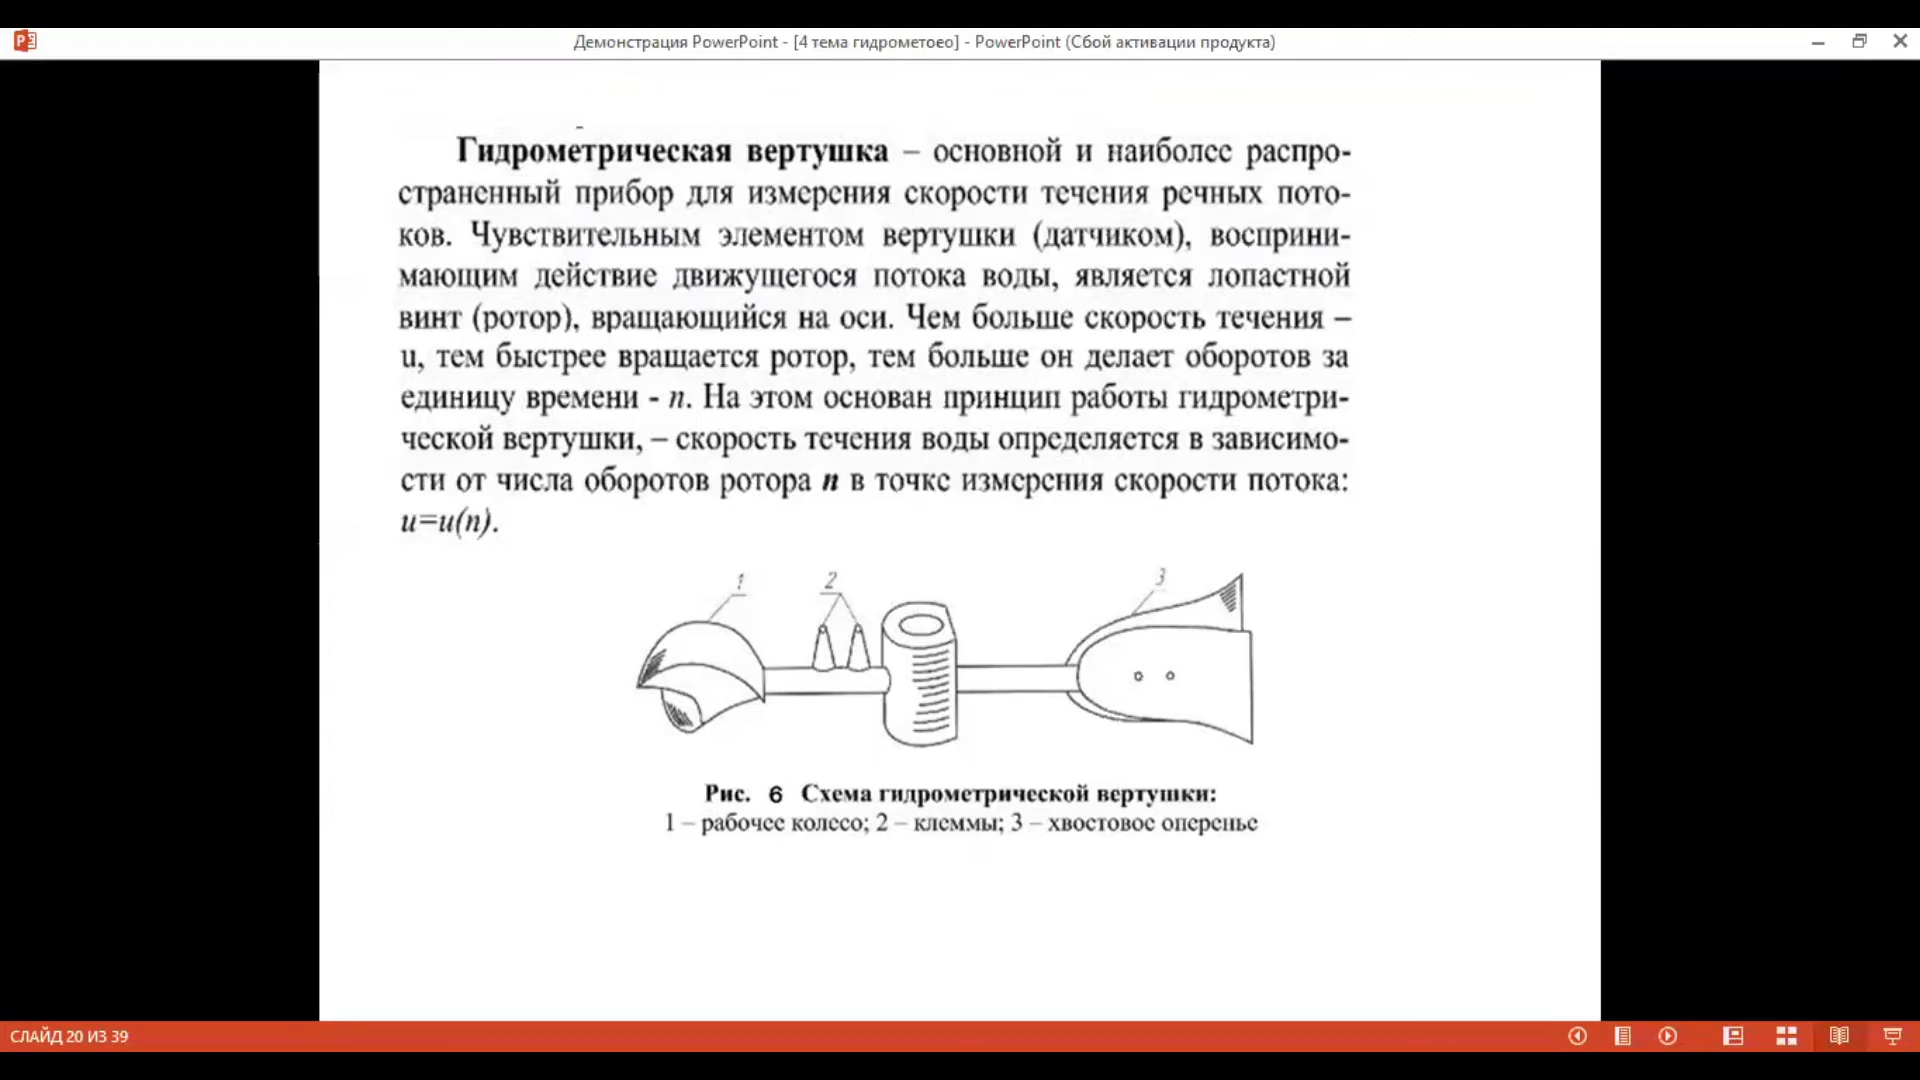 Демонстрация PowerPoint - [4 тема гидрометоео] - PowerPoint (Сбой активации продукта)
Гидрометрическая вертушка – основной и наиболее распро-
страненный прибор для измерения скорости течения речных пото-
ков. Чувствительным элементом вертушки (датчиком), восприни-
мающим действие движущегося потока воды, является лопастной
винт (ротор), вращающийся на оси. Чем больше скорость течения –
u, тем быстрее вращается ротор, тем больше он делает оборотов за
единицу времени - n. На этом основан принцип работы гидрометри-
ческой вертушки, – скорость течения воды определяется в зависимо-
сти от числа оборотов ротора n в точке измерения скорости потока:
u=u(n).
1 2 3
Рис. 6 Схема гидрометрической вертушки:
1 – рабочее колесо; 2 – клеммы; 3 – хвостовое оперенье
СЛАЙД 20 ИЗ 39